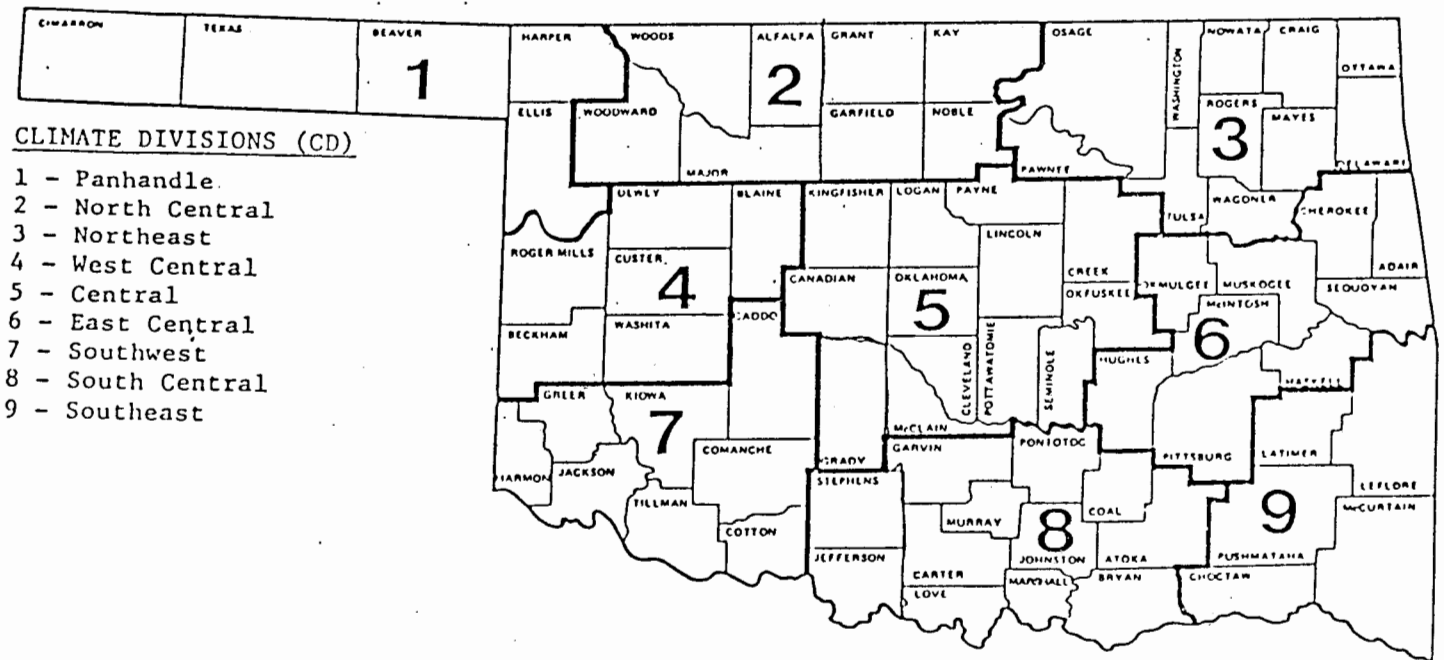 CIMARRON
TEXAS
BEAVER
HARPER
WOODS
ALFALFA
GRANT
KAY
OSAGE
WASHINGTON
NOWATA
CRAIG
OTTAWA
1
2
3
ELLIS
WOODWARD
MAJOR
GARFIELD
NOBLE
PAWNEE
ROGERS
MAYES
DELAWARE
CLIMATE DIVISIONS (CD)
1 - Panhandle
2 - North Central
3 - Northeast
4 - West Central
5 - Central
6 - East Central
7 - Southwest
8 - South Central
9 - Southeast
DEWEY
BLAINE
KINGFISHER
LOGAN
PAYNE
TULSA
WAGONER
CHEROKEE
ROGER MILLS
CUSTER
4
CANADIAN
OKLAHOMA
5
LINCOLN
CREEK
OKFUSKEE
OKMULGEE
MUSKOGEE
McINTOSH
6
ADAIR
SEQUOYAH
BECKHAM
WASHITA
CADDO
CLEVELAND
POTTAWATOMIE
SEMINOLE
HUGHES
HASKELL
GREER
KIOWA
7
McCLAIN
HARMON
JACKSON
COMANCHE
GRADY
GARVIN
PONTOTOC
PITTSBURG
LATIMER
LEFLORE
TILLMAN
STEPHENS
COAL
McCURTAIN
COTTON
MURRAY
8
9
JEFFERSON
JOHNSTON
ATOKA
PUSHMATAHA
CARTER
MARSHALL
BRYAN
CHOCTAW
LOVE